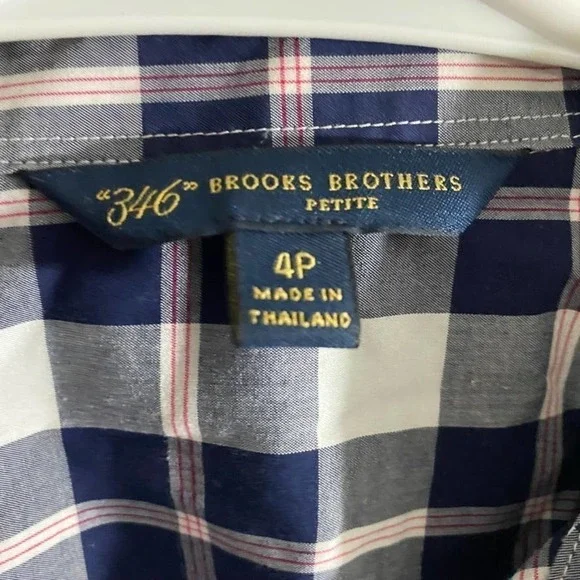 "346" BROOKS BROTHERS
PETITE
4P
MADE IN
THAILAND